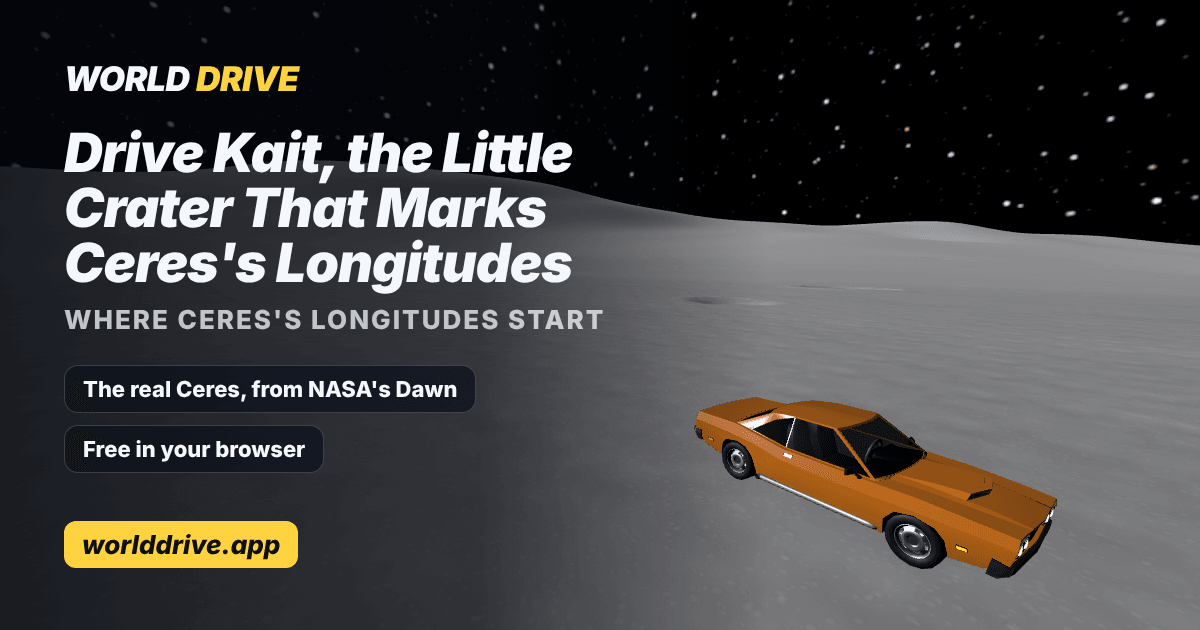 WORLD DRIVE
Drive Kait, the Little
Crater That Marks
Ceres's Longitudes
WHERE CERES'S LONGITUDES START
The real Ceres, from NASA's Dawn
Free in your browser
worlddrive.app